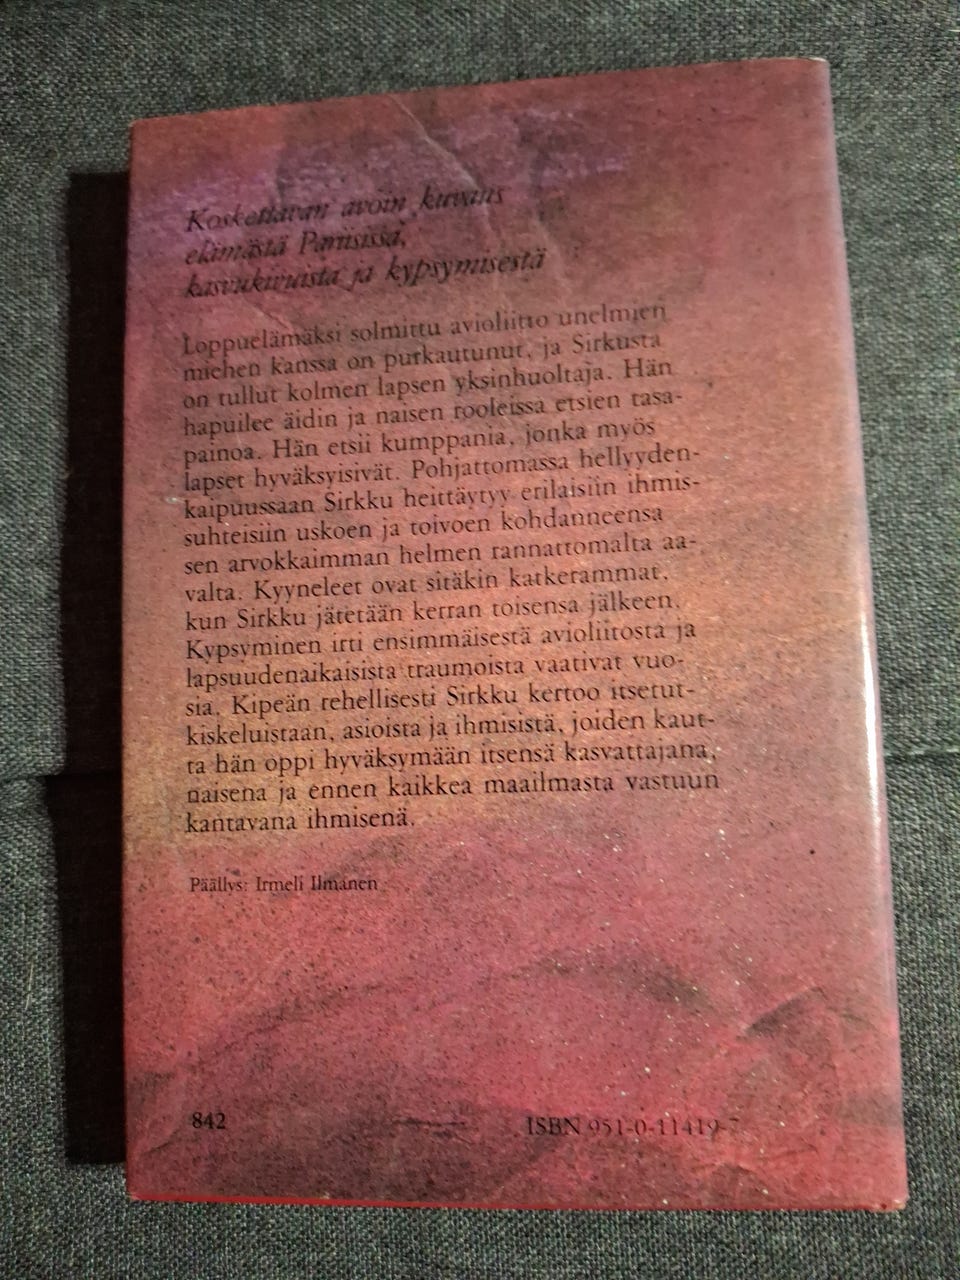 Koskettavan avoin kuvaus
elämästä Pariisissa,
kasvukivuista ja kypsymisestä
Loppuelämäksi solmittu avioliitto unelmien
miehen kanssa on purkautunut, ja Sirkusta
on tullut kolmen lapsen yksinhuoltaja. Hän
hapuilee äidin ja naisen rooleissa etsien tasa-
painoa. Hän etsii kumppania, jonka myös
lapset hyväksyisivät. Pohjattomassa hellyyden-
kaipuussaan Sirkku heittäytyy erilaisiin ihmis-
suhteisiin uskoen ja toivoen kohdanneensa
sen arvokkaimman helmen rannattomalta aa-
valta. Kyyneleet ovat sitäkin katkerammat,
kun Sirkku jätetään kerran toisensa jälkeen.
Kypsyminen irti ensimmäisestä avioliitosta ja
lapsuudenaikaisista traumoista vaativat vuo-
sia. Kipeän rehellisesti Sirkku kertoo itsetut-
kiskeluistaan, asioista ja ihmisistä, joiden kaut-
ta hän oppi hyväksymään itsensä kasvattajana,
naisena ja ennen kaikkea maailmasta vastuun
kantavana ihmisenä.
Päällys: Irmeli Ilmanen
842
ISBN 951-0-11419-7